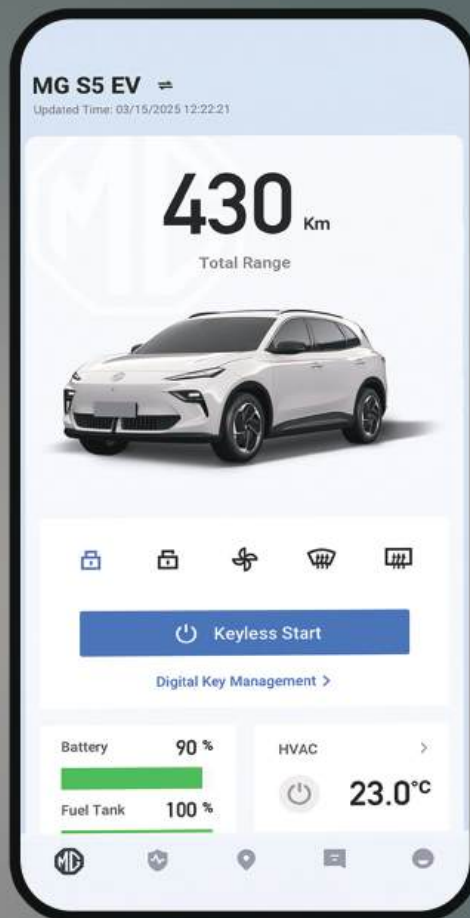 MG S5 EV
Updated Time: 03/15/2025 12:22:21
430 Km
Total Range
Keyless Start
Digital Key Management >
Battery 90 %
Fuel Tank 100 %
HVAC >
23.0°C
MG